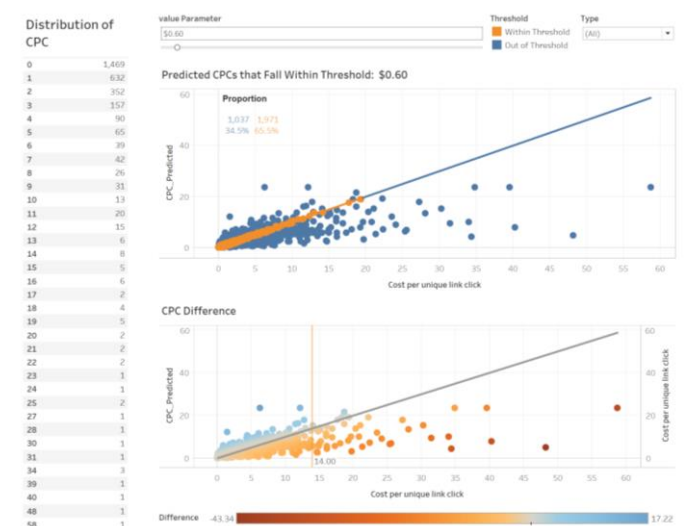 Distribution of
CPC
0 1,469
1 632
2 352
3 157
4 90
5 65
6 39
7 42
8 26
9 31
10 13
11 20
12 15
13 6
14 8
15 5
16 6
17 2
18 4
19 5
20 2
21 2
22 2
23 1
24 1
25 2
27 1
28 1
30 1
31 1
34 3
39 1
40 1
48 1
58 1
value Parameter
$0.60
Threshold
Within Threshold
Out of Threshold
Type
(All)
Predicted CPCs that Fall Within Threshold: $0.60
Proportion
1,037 1,971
34.5% 65.5%
CPC_Predicted
60
40
20
0
0 5 10 15 20 25 30 35 40 45 50 55 60
Cost per unique link click
CPC Difference
CPC_Predicted
60
40
20
0
14.00
60
40
20
0
Cost per unique link click
0 5 10 15 20 25 30 35 40 45 50 55 60
Cost per unique link click
Difference -43.34 17.22